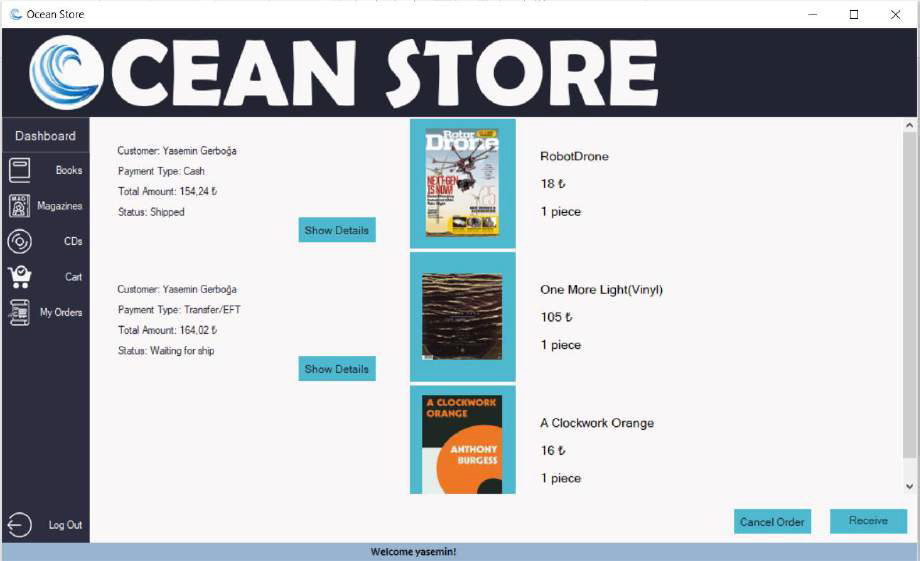 Ocean Store
CEAN STORE
Dashboard
Books
Magazines
CDs
Cart
My Orders
Log Out
Customer: Yasemin Gerboğa
Payment Type: Cash
Total Amount: 154,24 ₺
Status: Shipped
Show Details
Customer: Yasemin Gerboğa
Payment Type: Transfer/EFT
Total Amount: 164,02 ₺
Status: Waiting for ship
Show Details
Rotor
Drone
NEXT-GEN
IS NOW!
RobotDrone
18 ₺
1 piece
One More Light(Vinyl)
105 ₺
1 piece
A CLOCKWORK
ORANGE
ANTHONY
BURGESS
A Clockwork Orange
16 ₺
1 piece
Cancel Order
Receive
Welcome yasemin!